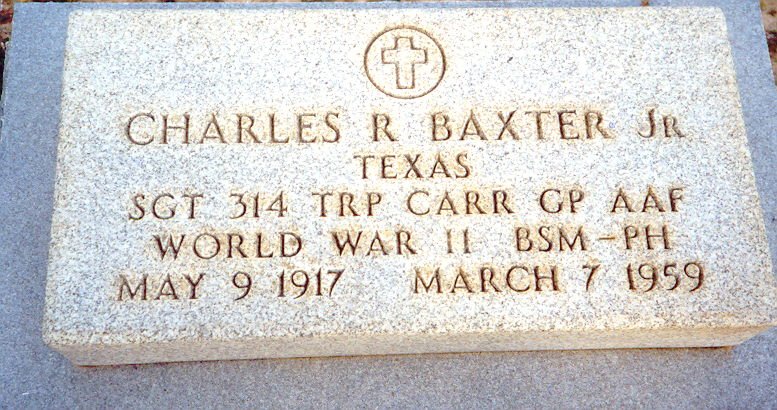 CHARLES R BAXTER JR
TEXAS
SGT 314 TRP CARR GP AAF
WORLD WAR II BSM-PH
MAY 9 1917 MARCH 7 1959